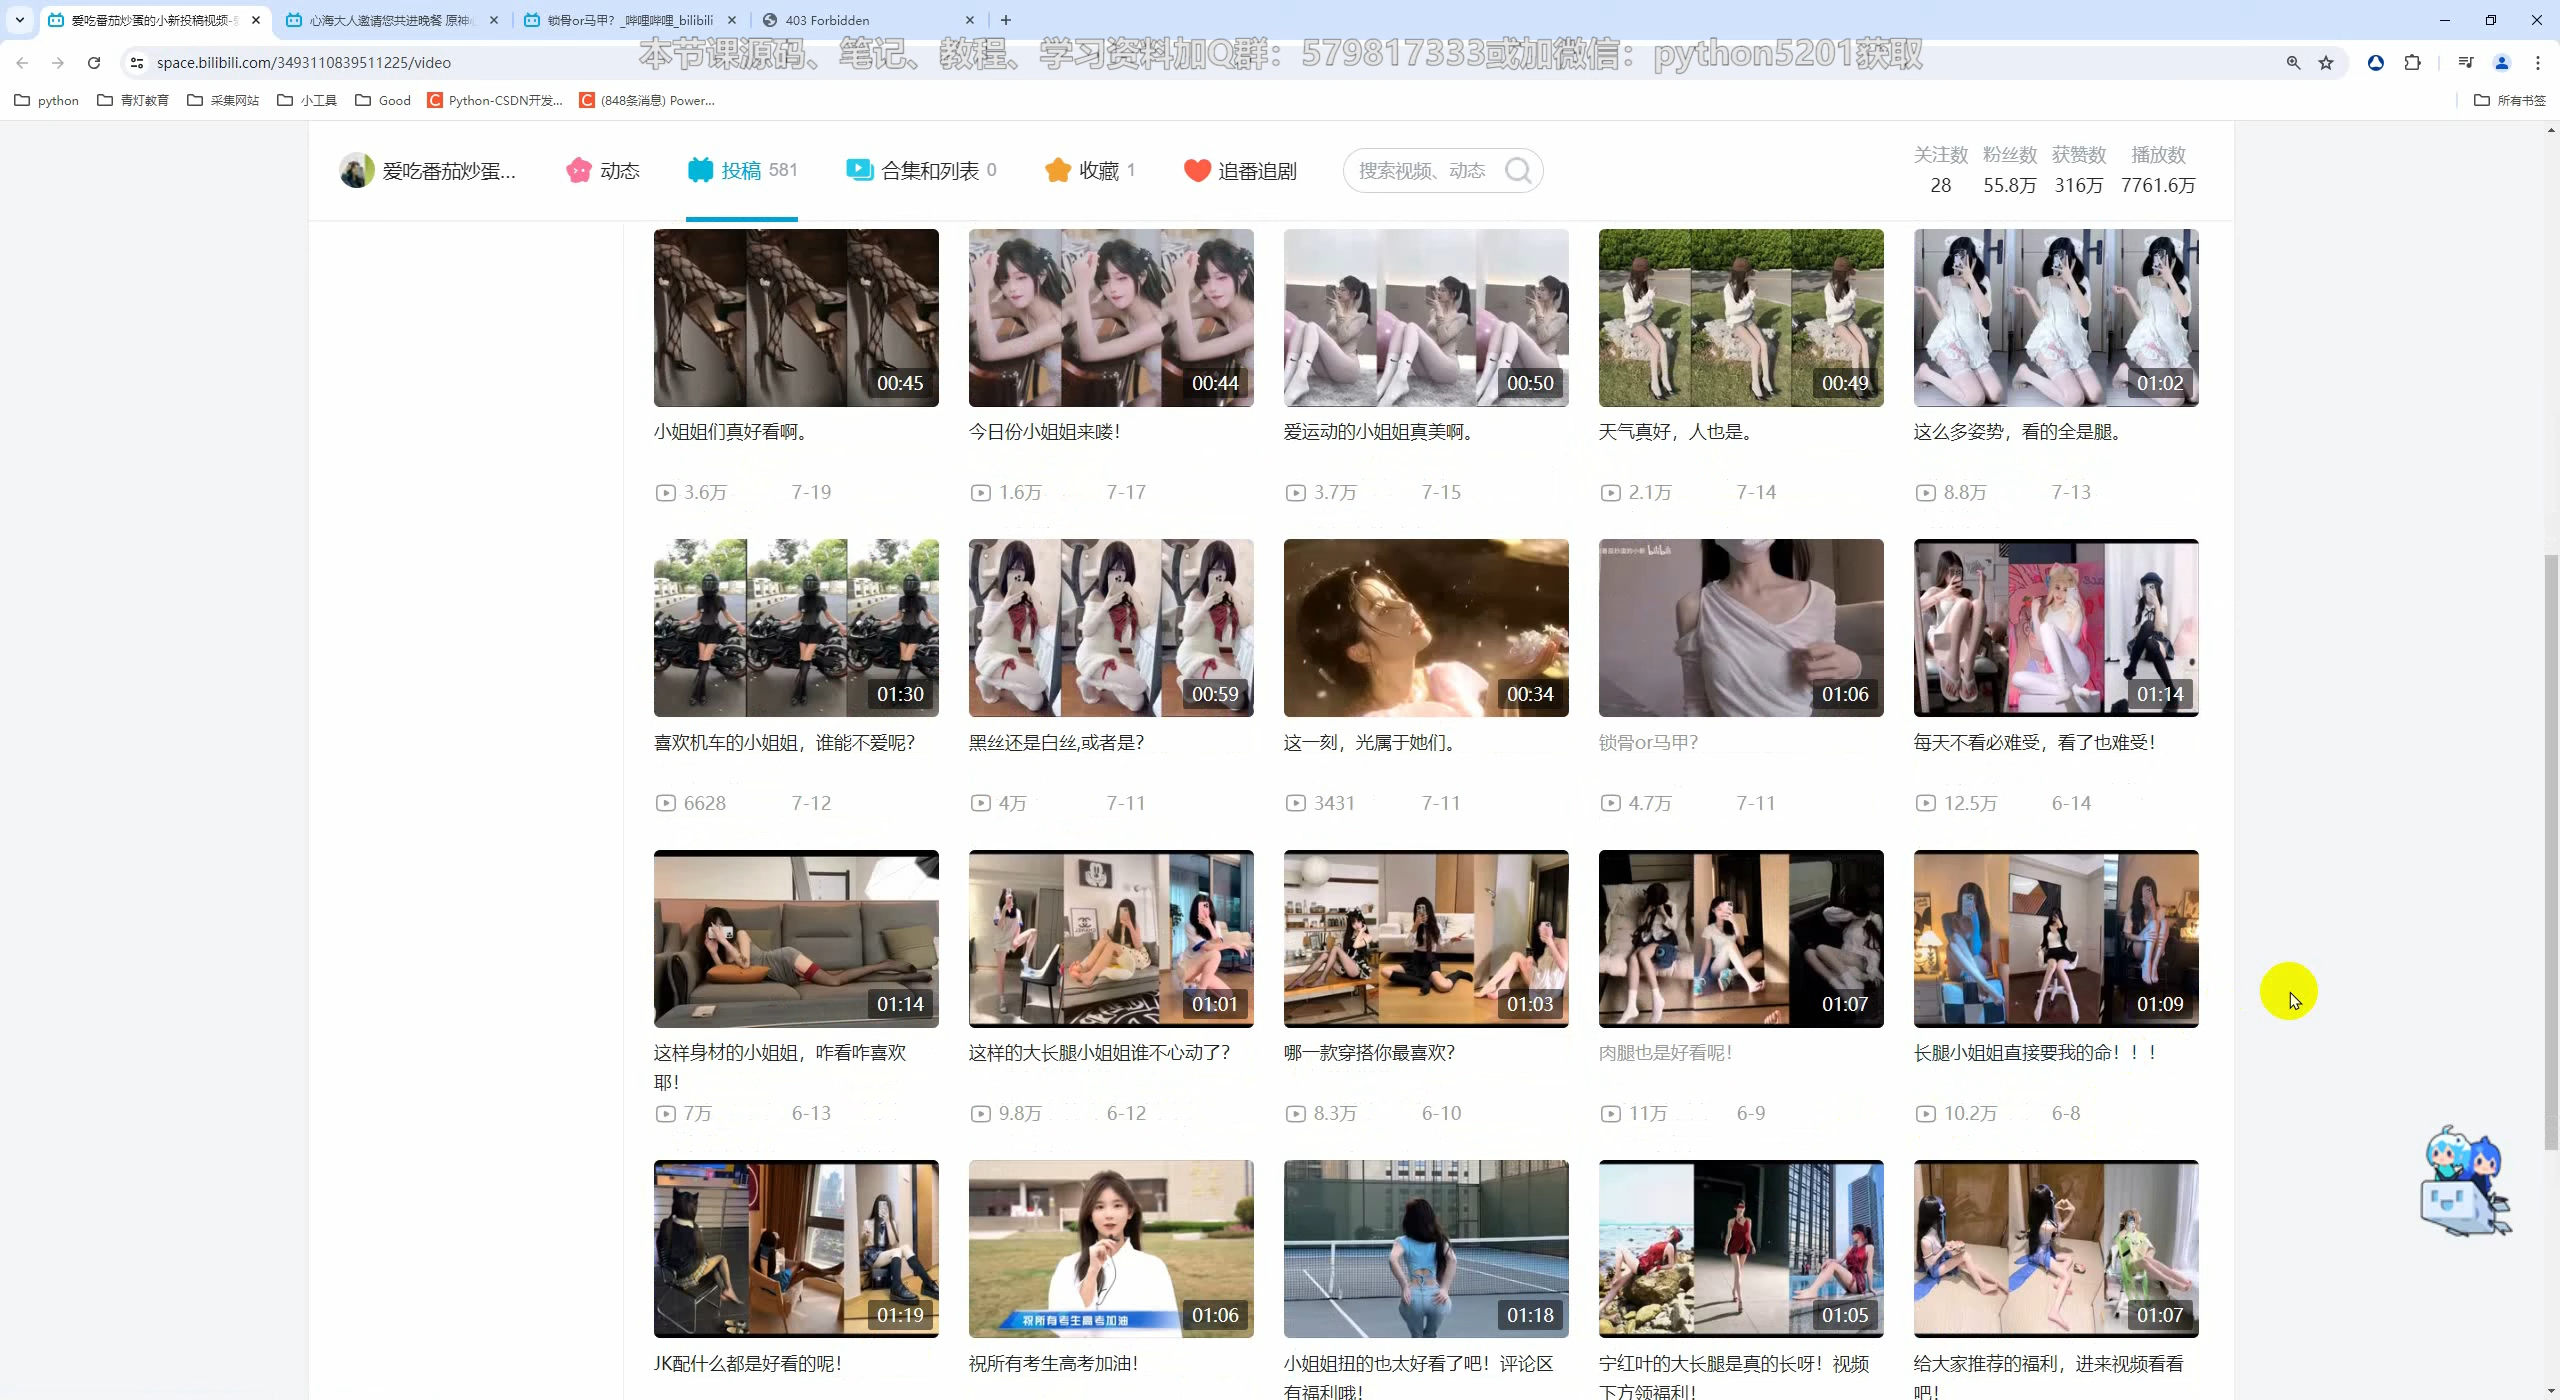 爱吃番茄炒蛋的小新投稿视频-
心海大人邀请您共进晚餐 原神
锁骨or马甲？_哔哩哔哩_bilibili
403 Forbidden
本节课源码、笔记、教程、学习资料加Q群：579817333或加微信：python5201获取
space.bilibili.com/3493110839511225/video
python
青灯教育
采集网站
小工具
Good
Python-CSDN开发...
(848条消息) Power...
所有书签
爱吃番茄炒蛋...
动态
投稿 581
合集和列表 0
收藏 1
追番追剧
搜索视频、动态
关注数 粉丝数 获赞数 播放数
28 55.8万 316万 7761.6万
00:45
00:44
00:50
00:49
01:02
小姐姐们真好看啊。
今日份小姐姐来喽！
爱运动的小姐姐真美啊。
天气真好，人也是。
这么多姿势，看的全是腿。
3.6万 7-19
1.6万 7-17
3.7万 7-15
2.1万 7-14
8.8万 7-13
bilibili
01:30
00:59
00:34
01:06
01:14
喜欢机车的小姐姐，谁能不爱呢？
黑丝还是白丝,或者是？
这一刻，光属于她们。
锁骨or马甲？
每天不看必难受，看了也难受！
6628 7-12
4万 7-11
3431 7-11
4.7万 7-11
12.5万 6-14
01:14
01:01
01:03
01:07
01:09
这样身材的小姐姐，咋看咋喜欢
耶！
这样的大长腿小姐姐谁不心动了？
哪一款穿搭你最喜欢？
肉腿也是好看呢！
长腿小姐姐直接要我的命！！！
7万 6-13
9.8万 6-12
8.3万 6-10
11万 6-9
10.2万 6-8
祝所有考生高考加油
01:19
01:06
01:18
01:05
01:07
JK配什么都是好看的呢！
祝所有考生高考加油！
小姐姐扭的也太好看了吧！评论区
有福利哦！
宁红叶的大长腿是真的长呀！视频
下方领福利！
给大家推荐的福利，进来视频看看
吧！